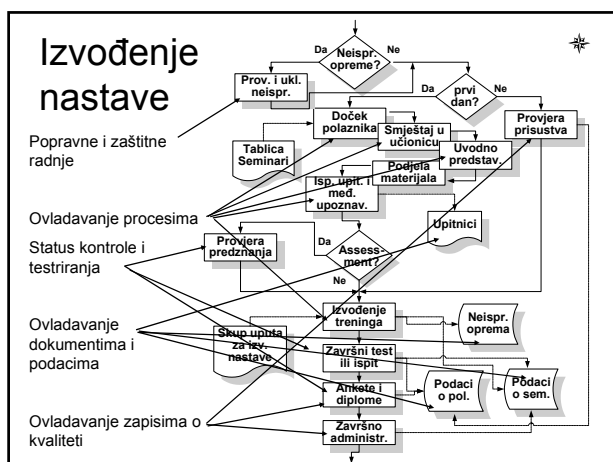 Izvođenje
nastave
Popravne i zaštitne
radnje
Ovladavanje procesima
Status kontrole i
testriranja
Ovladavanje
dokumentima i
podacima
Ovladavanje zapisima o
kvaliteti
Neispr.
opreme?
Da
Ne
Prov. i ukl.
neispr.
prvi
dan?
Da
Ne
Doček
polaznika
Smještaj u
učionicu
Provjera
prisustva
Tablica
Seminari
Uvodno
predstav.
Podjela
materijala
Isp. upit. i
međ.
upoznav.
Upitnici
Provjera
predznanja
Da
Assess-
ment?
Ne
Izvođenje
treninga
Neispr.
oprema
Skup uputa
za izv.
nastave
Završni test
ili ispit
Ankete i
diplome
Podaci
o pol.
Podaci
o sem.
Završno
administr.